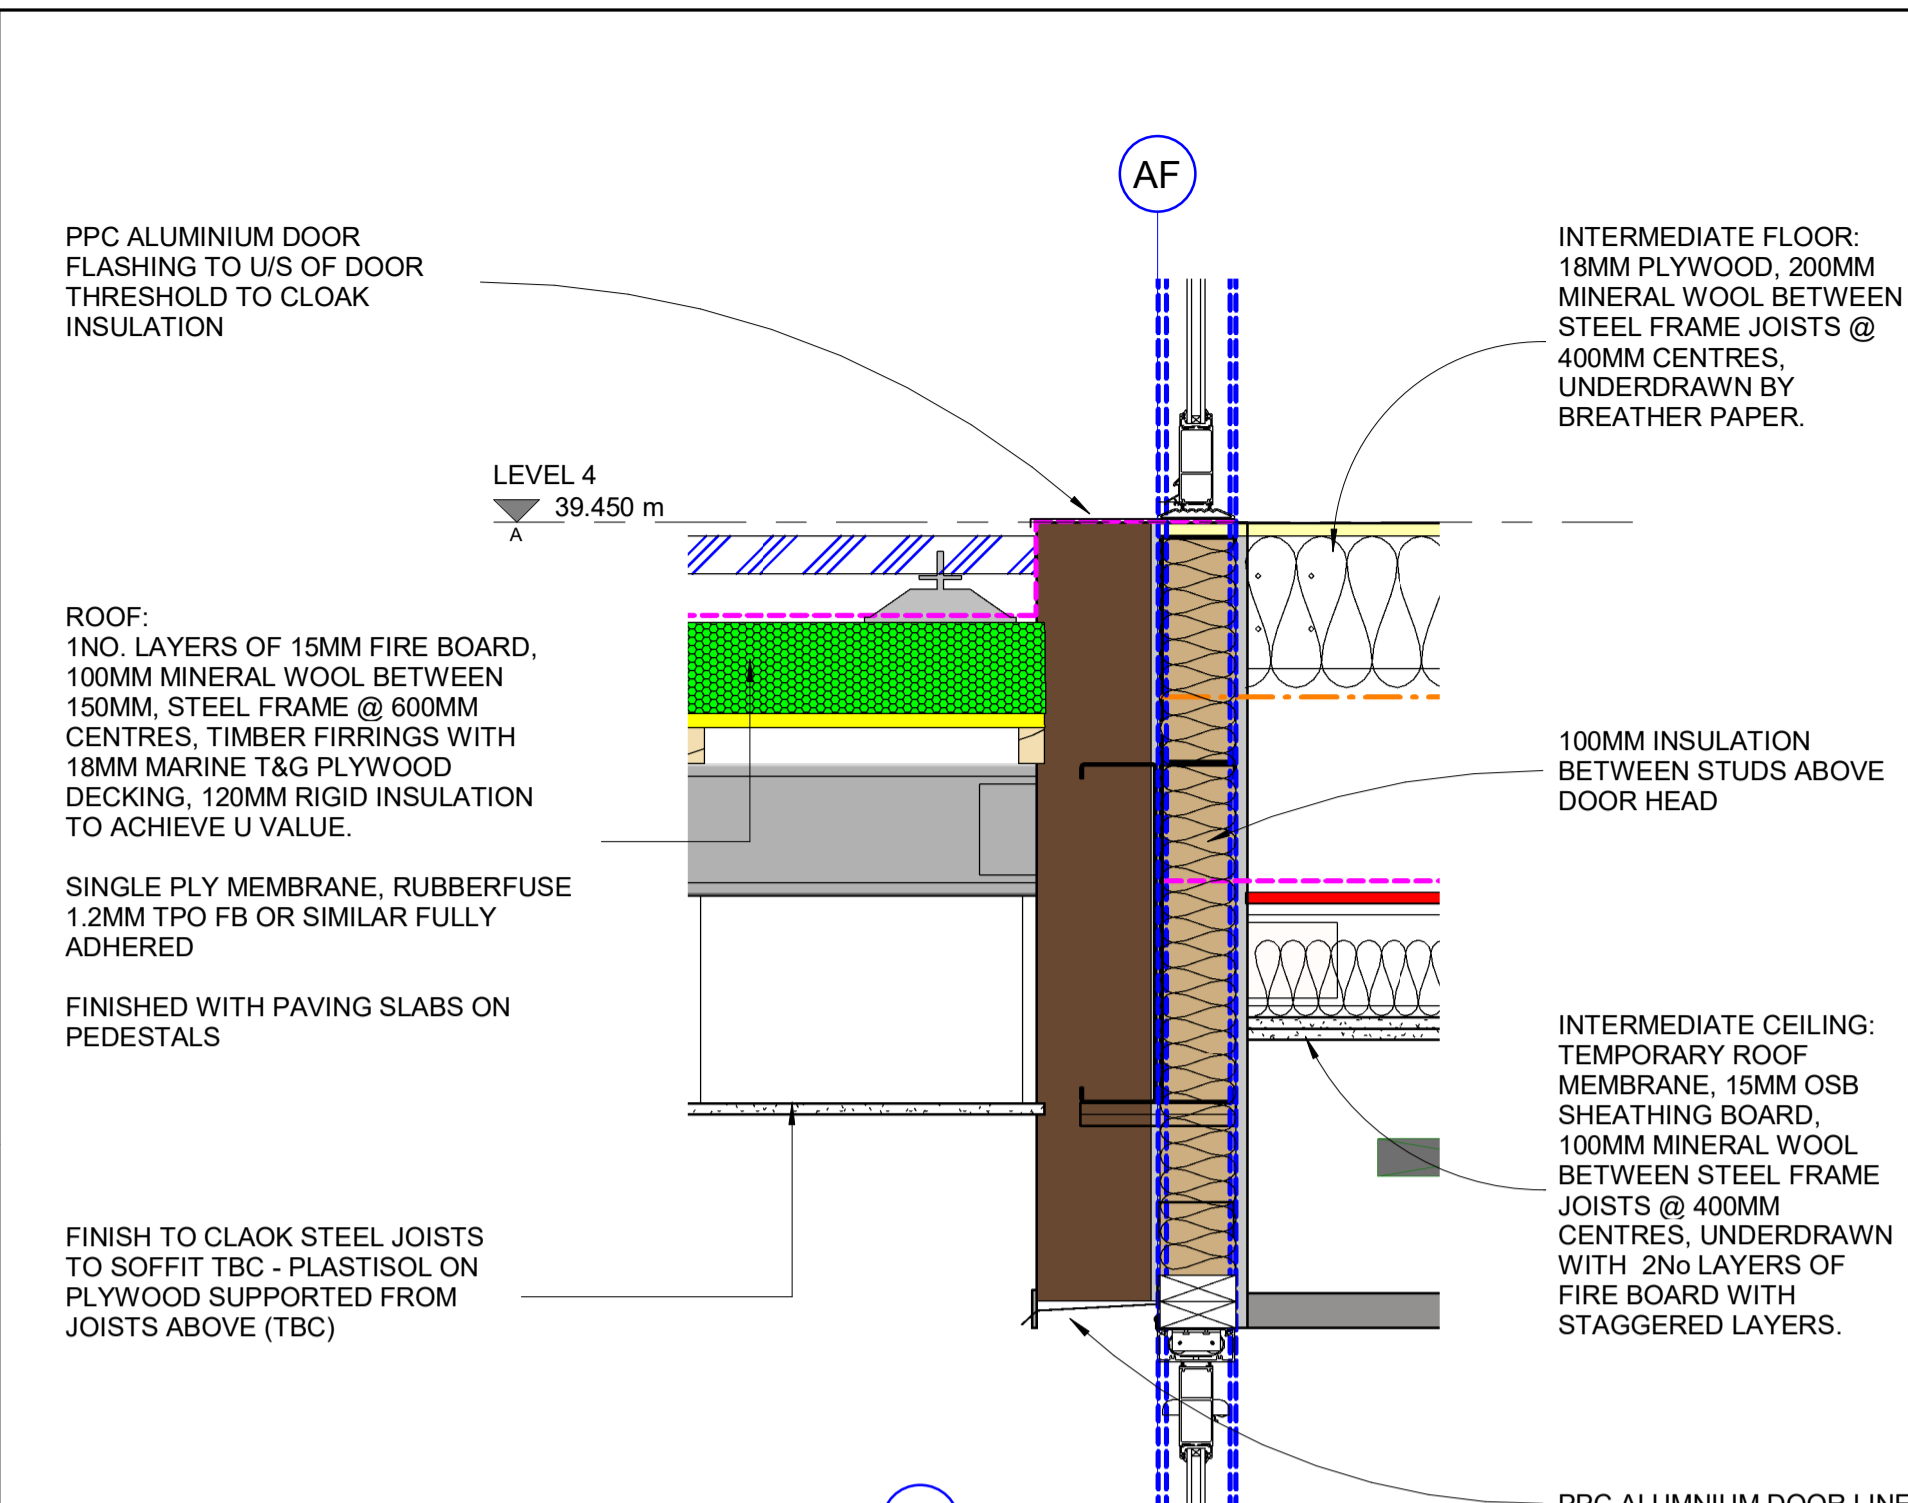 AF
PPC ALUMINIUM DOOR
FLASHING TO U/S OF DOOR
THRESHOLD TO CLOAK
INSULATION
INTERMEDIATE FLOOR:
18MM PLYWOOD, 200MM
MINERAL WOOL BETWEEN
STEEL FRAME JOISTS @
400MM CENTRES,
UNDERDRAWN BY
BREATHER PAPER.
LEVEL 4
39.450 m
A
ROOF:
1NO. LAYERS OF 15MM FIRE BOARD,
100MM MINERAL WOOL BETWEEN
150MM, STEEL FRAME @ 600MM
CENTRES, TIMBER FIRRINGS WITH
18MM MARINE T&G PLYWOOD
DECKING, 120MM RIGID INSULATION
TO ACHIEVE U VALUE.
SINGLE PLY MEMBRANE, RUBBERFUSE
1.2MM TPO FB OR SIMILAR FULLY
ADHERED
FINISHED WITH PAVING SLABS ON
PEDESTALS
100MM INSULATION
BETWEEN STUDS ABOVE
DOOR HEAD
INTERMEDIATE CEILING:
TEMPORARY ROOF
MEMBRANE, 15MM OSB
SHEATHING BOARD,
100MM MINERAL WOOL
BETWEEN STEEL FRAME
JOISTS @ 400MM
CENTRES, UNDERDRAWN
WITH  2No LAYERS OF
FIRE BOARD WITH
STAGGERED LAYERS.
FINISH TO CLAOK STEEL JOISTS
TO SOFFIT TBC - PLASTISOL ON
PLYWOOD SUPPORTED FROM
JOISTS ABOVE (TBC)
PPC ALUMNIUM DOOR LINE